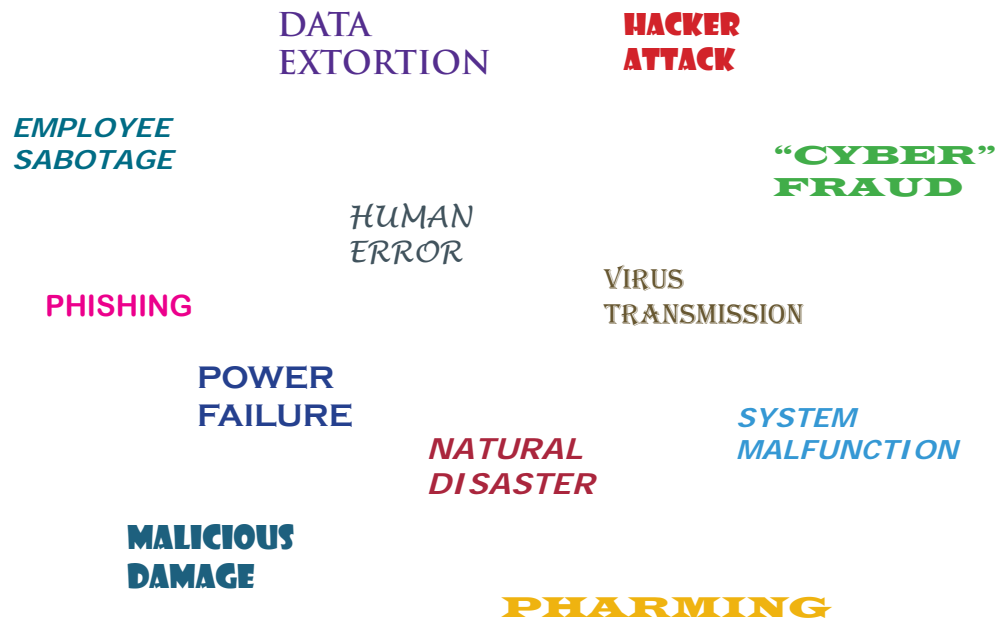 DATA
EXTORTION
HACKER
ATTACK
EMPLOYEE
SABOTAGE
“CYBER”
FRAUD
HUMAN
ERROR
VIRUS
TRANSMISSION
PHISHING
POWER
FAILURE
SYSTEM
MALFUNCTION
NATURAL
DISASTER
MALICIOUS
DAMAGE
PHARMING